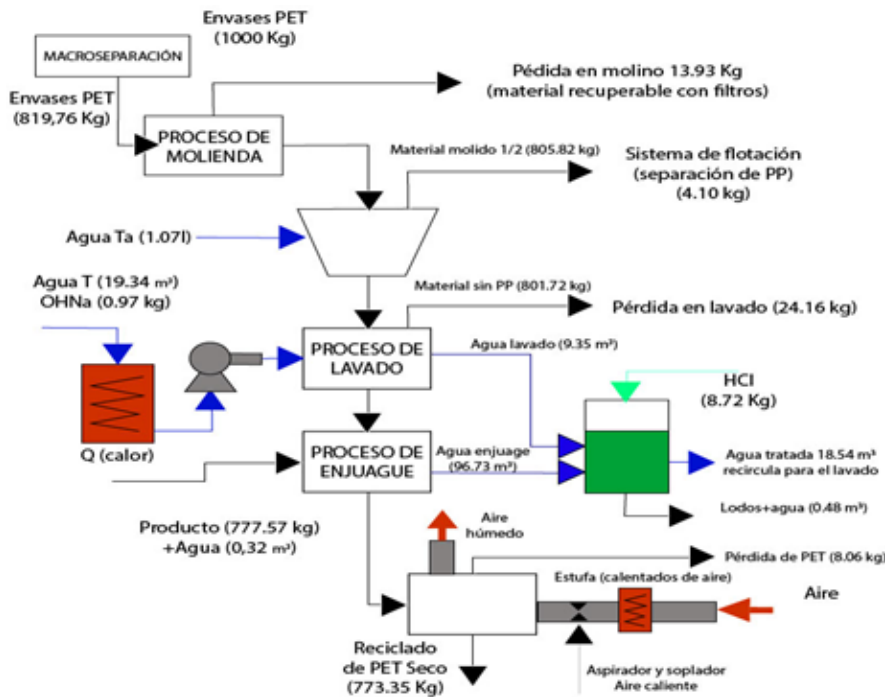 Envases PET
(1000 Kg)
MACROSEPARACIÓN
Envases PET
(819,76 Kg)
Pédida en molino 13.93 Kg
(material recuperable con filtros)
PROCESO DE
MOLIENDA
Material molido 1/2 (805.82 kg)
Sistema de flotación
(separación de PP)
(4.10 kg)
Agua Ta (1.07l)
Agua T (19.34 m³)
OHNa (0.97 kg)
Material sin PP (801.72 kg)
Pérdida en lavado (24.16 kg)
PROCESO DE
LAVADO
Agua lavado (9.35 m³)
HCl
(8.72 Kg)
Q (calor)
PROCESO DE
ENJUAGUE
Agua enjuage
(96.73 m³)
Agua tratada 18.54 m³
recircula para el lavado
Lodos+agua (0.48 m³)
Producto (777.57 kg)
+Agua (0,32 m³)
Aire
húmedo
Pérdida de PET (8.06 kg)
Estufa (calentados de aire)
Aire
Reciclado
de PET Seco
(773.35 Kg)
Aspirador y soplador
Aire caliente